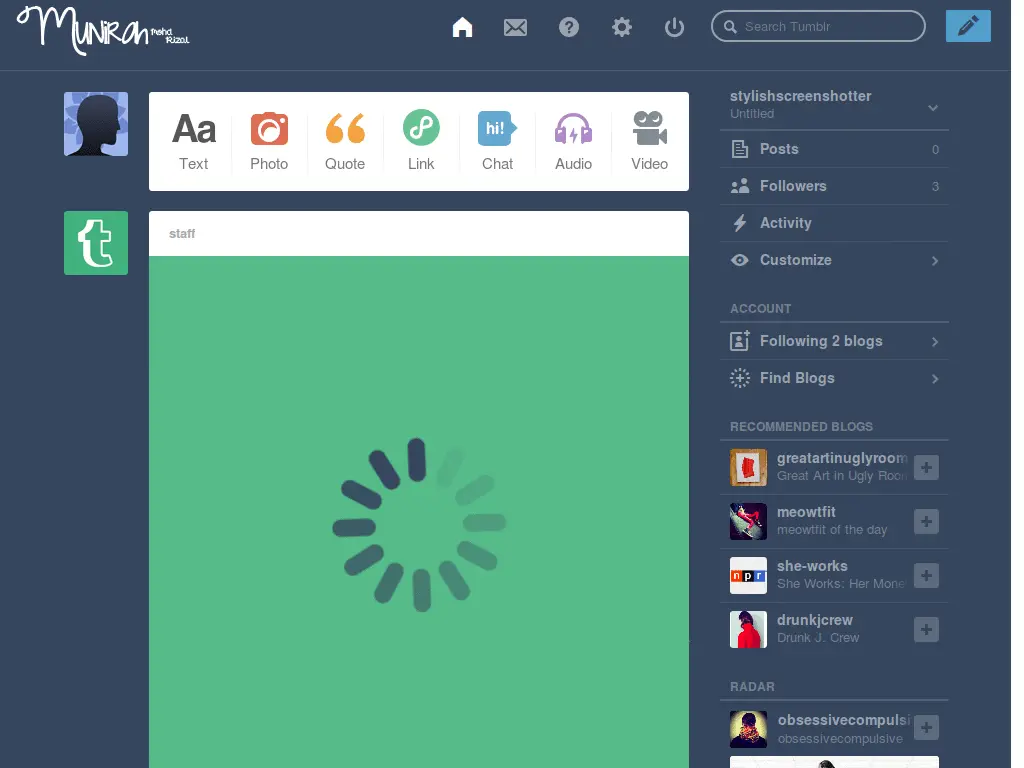 Munirah Mohd
Rizal
Search Tumblr
Aa
Text
Photo
Quote
Link
hi!
Chat
Audio
Video
t
staff
stylishscreenshotter
Untitled
Posts 0
Followers 3
Activity
Customize
ACCOUNT
Following 2 blogs
Find Blogs
RECOMMENDED BLOGS
greatartinuglyroom
Great Art in Ugly Roo
meowtfit
meowtfit of the day
npr
she-works
She Works: Her Mone
drunkjcrew
Drunk J. Crew
RADAR
obsessivecompulsi
obsessivecompulsive